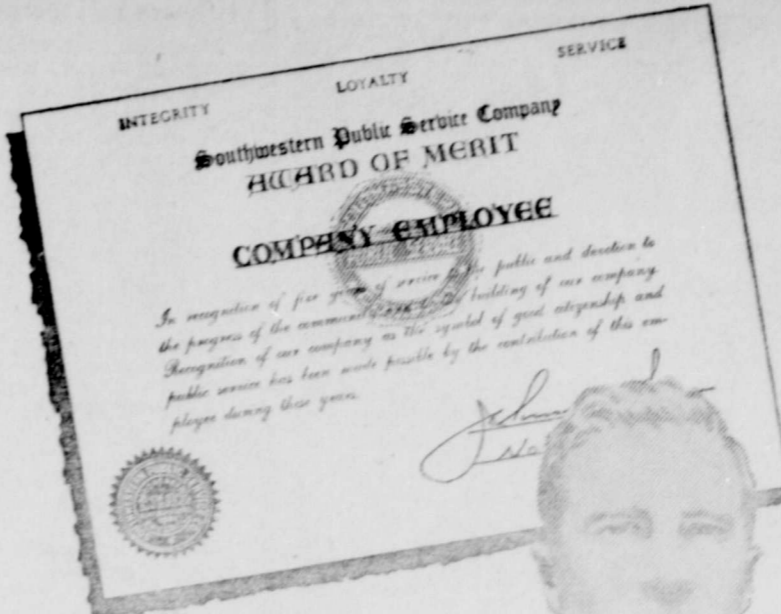 INTEGRITY LOYALTY SERVICE
Southwestern Public Service Company
AWARD OF MERIT
COMPANY EMPLOYEE
In recognition of five years of service to the public and devotion to
the progress of the community and the building of our company.
Recognition of our company as the symbol of good citizenship and
public service has been made possible by the contribution of this em-
ployee during these years.